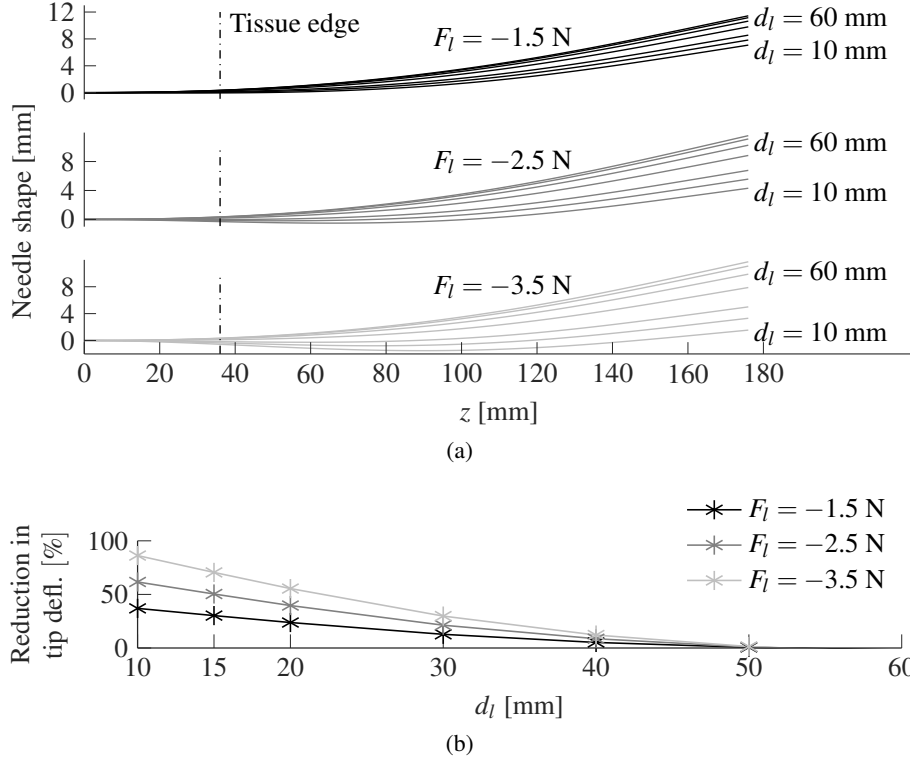 12
8
4
0
Tissue edge
F_l = −1.5 N
d_l = 60 mm
d_l = 10 mm
8
4
0
F_l = −2.5 N
d_l = 60 mm
d_l = 10 mm
8
4
0
F_l = −3.5 N
d_l = 60 mm
d_l = 10 mm
Needle shape [mm]
0 20 40 60 80 100 120 140 160 180
z [mm]
(a)
F_l = −1.5 N
F_l = −2.5 N
F_l = −3.5 N
Reduction in
tip defl. [%]
100
50
0
10 15 20 30 40 50 60
d_l [mm]
(b)